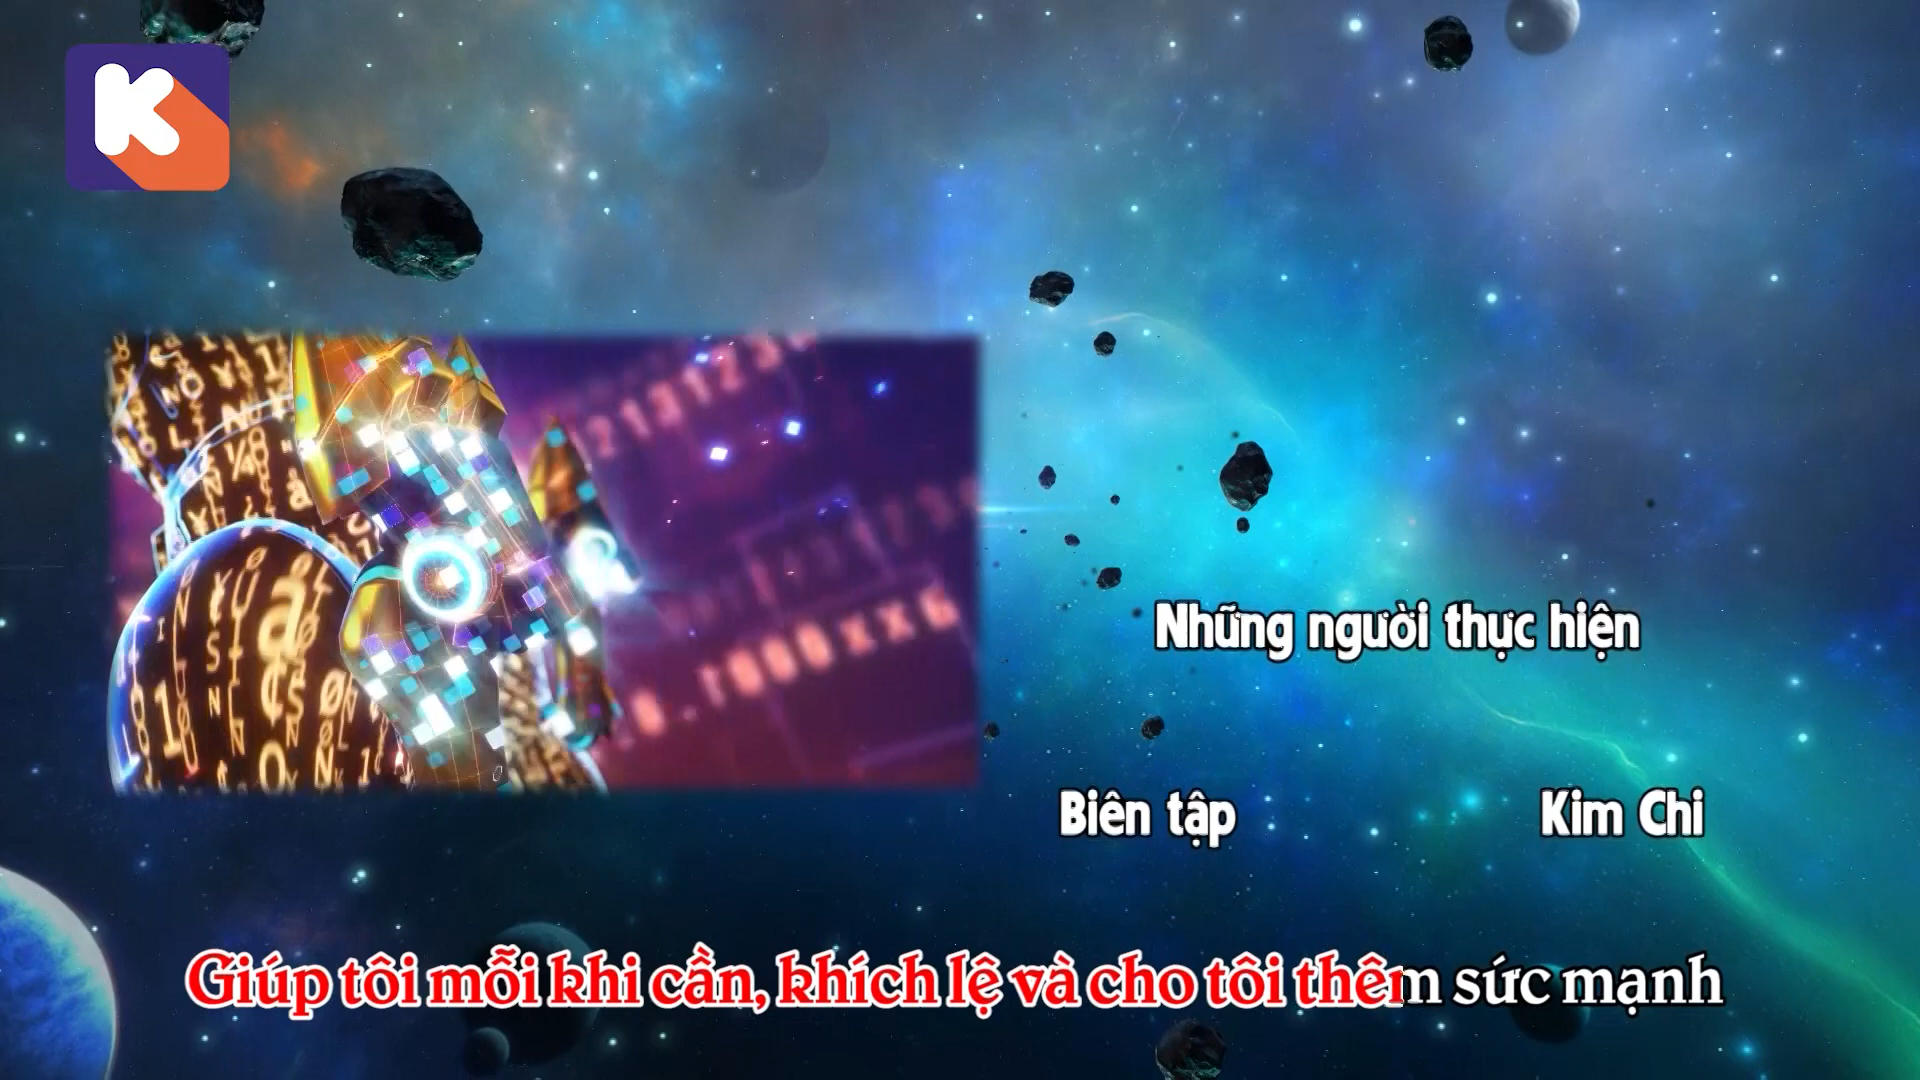 K
Những người thực hiện
Biên tập Kim Chi
Giúp tôi mỗi khi cần, khích lệ và cho tôi thêm sức mạnh